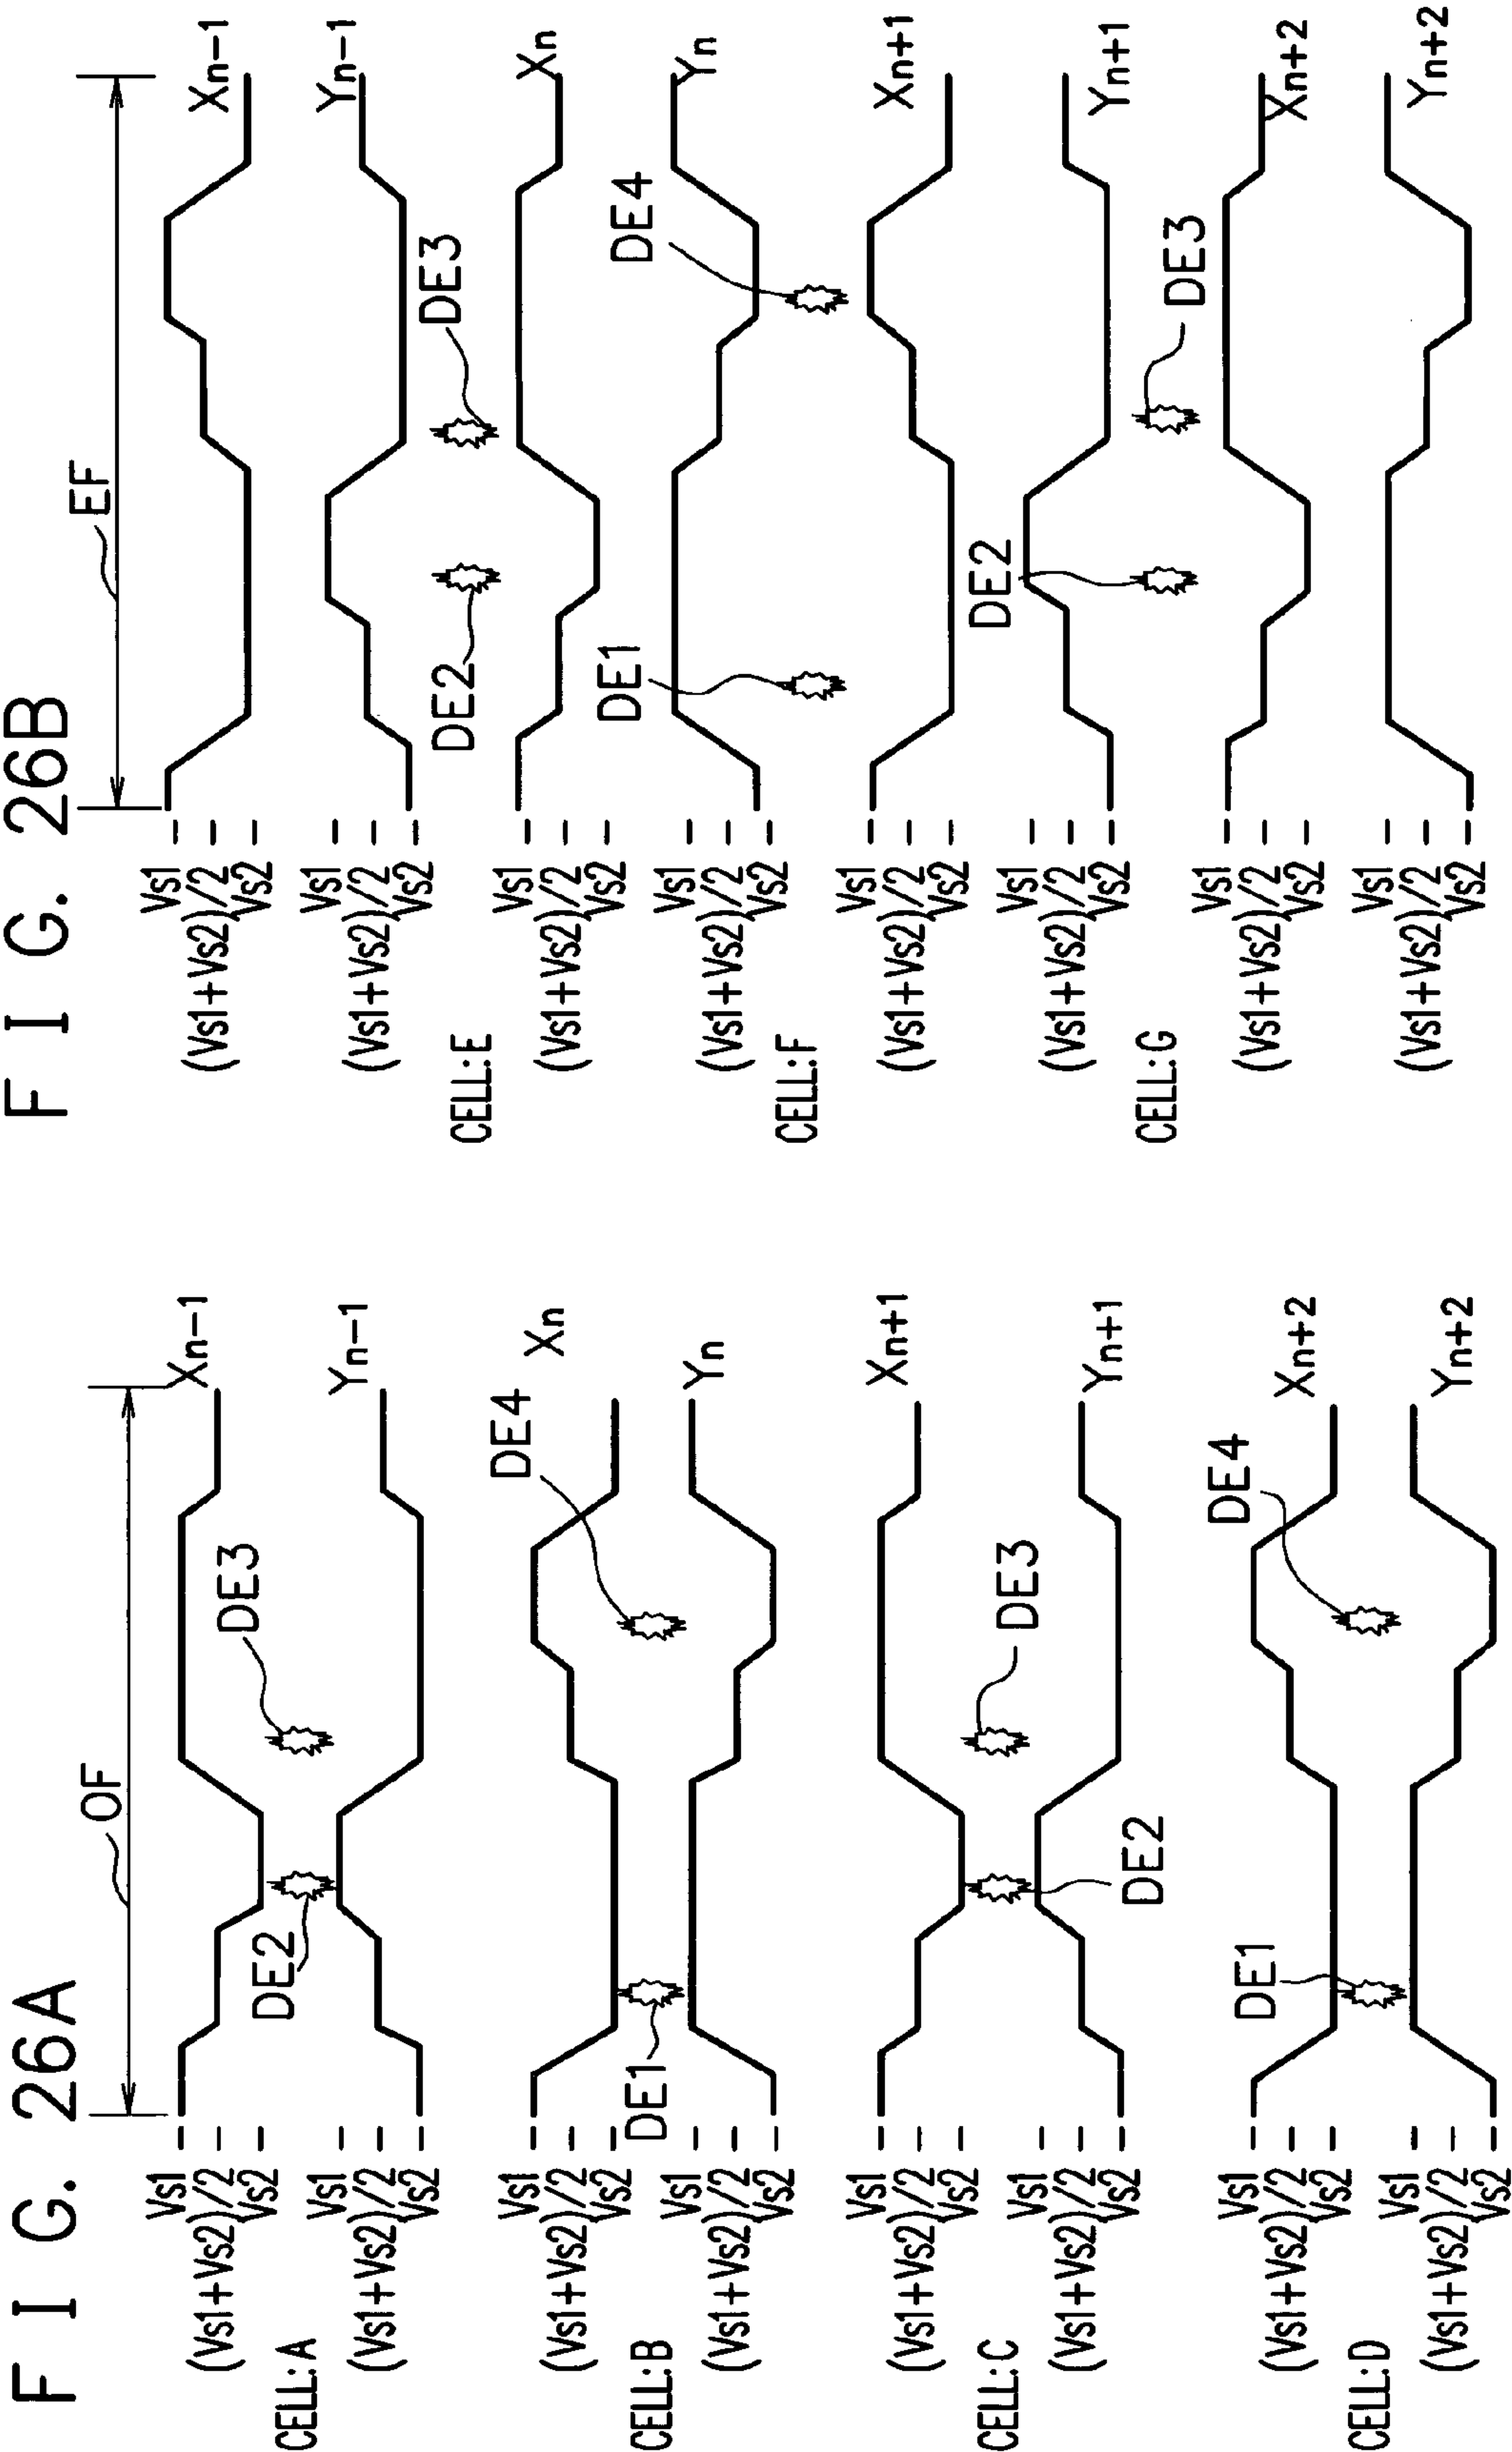 FIG. 26A
OF
Vs1
(Vs1+Vs2)/2
Vs2
Xn-1
CELL:A
DE2
DE3
Vs1
(Vs1+Vs2)/2
Vs2
Yn-1
Vs1
(Vs1+Vs2)/2
Vs2
Xn
CELL:B
DE1
DE4
Vs1
(Vs1+Vs2)/2
Vs2
Yn
Vs1
(Vs1+Vs2)/2
Vs2
Xn+1
CELL:C
DE3
DE2
Vs1
(Vs1+Vs2)/2
Vs2
Yn+1
Vs1
(Vs1+Vs2)/2
Vs2
Xn+2
CELL:D
DE1
DE4
Vs1
(Vs1+Vs2)/2
Vs2
Yn+2
FIG. 26B
EF
Vs1
(Vs1+Vs2)/2
Vs2
Xn-1
Vs1
(Vs1+Vs2)/2
Vs2
Yn-1
CELL:E
DE2
DE3
Vs1
(Vs1+Vs2)/2
Vs2
Xn
Vs1
(Vs1+Vs2)/2
Vs2
Yn
CELL:F
DE1
DE4
Vs1
(Vs1+Vs2)/2
Vs2
Xn+1
Vs1
(Vs1+Vs2)/2
Vs2
Yn+1
CELL:G
DE2
DE3
Vs1
(Vs1+Vs2)/2
Vs2
Xn+2
Vs1
(Vs1+Vs2)/2
Vs2
Yn+2